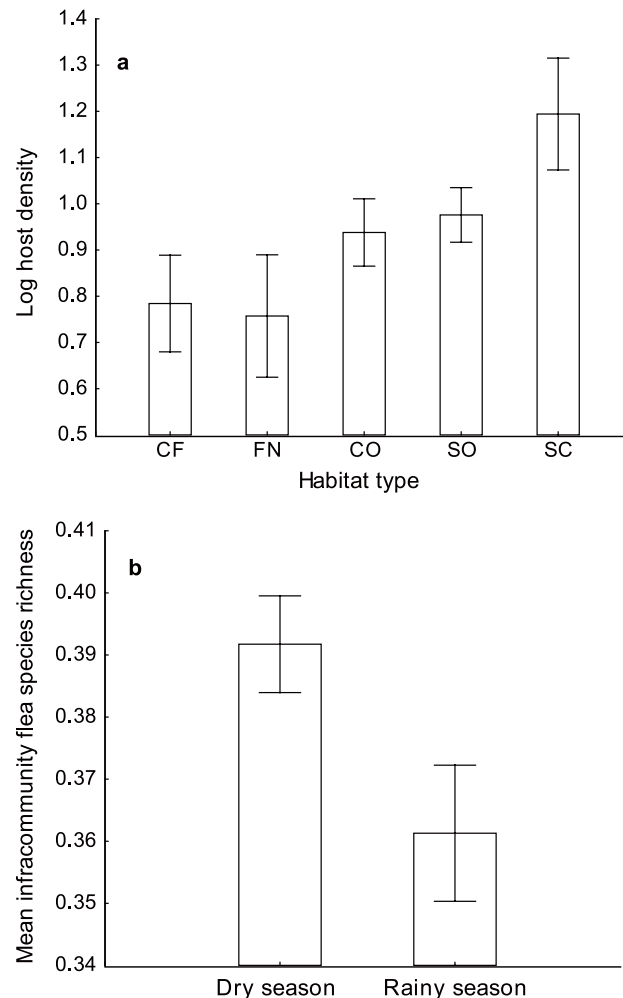 a
Log host density
1.4
1.3
1.2
1.1
1.0
0.9
0.8
0.7
0.6
0.5
CF FN CO SO SC
Habitat type
b
Mean infracommunity flea species richness
0.41
0.40
0.39
0.38
0.37
0.36
0.35
0.34
Dry season Rainy season